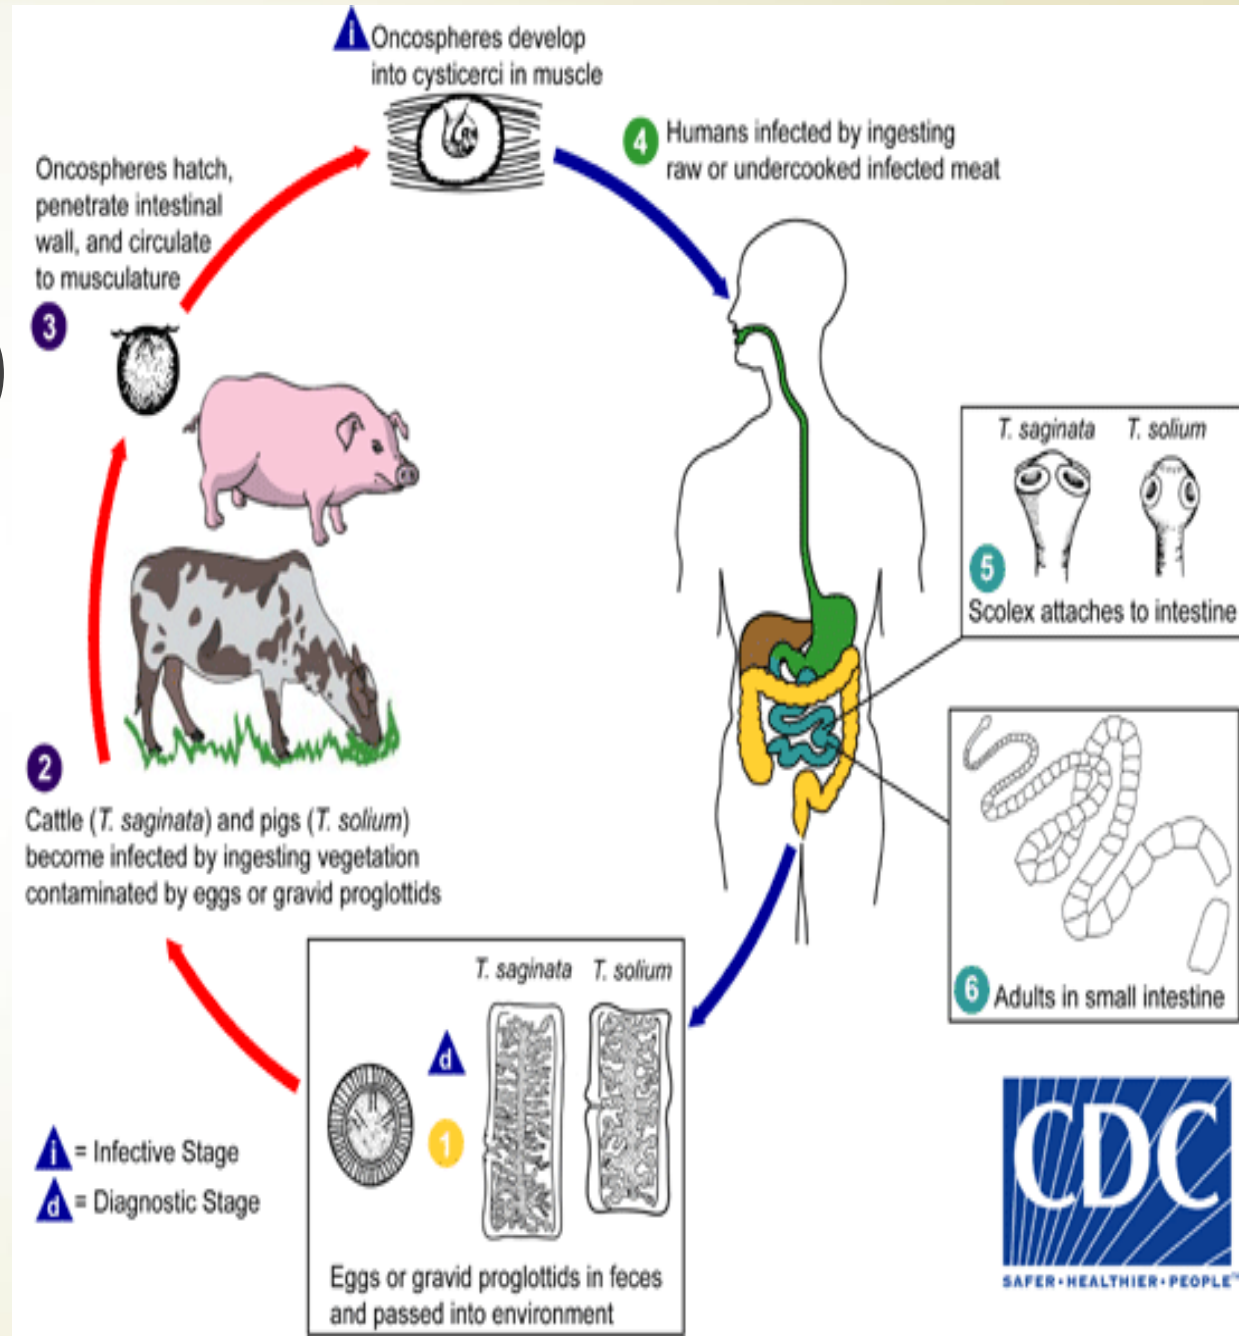 i Oncospheres develop
into cysticerci in muscle
4 Humans infected by ingesting
raw or undercooked infected meat
Oncospheres hatch,
penetrate intestinal
wall, and circulate
to musculature
3
T. saginata T. solium
5
Scolex attaches to intestine
2
Cattle (T. saginata) and pigs (T. solium)
become infected by ingesting vegetation
contaminated by eggs or gravid proglottids
6 Adults in small intestine
T. saginata T. solium
d
1
i = Infective Stage
d = Diagnostic Stage
Eggs or gravid proglottids in feces
and passed into environment
CDC
SAFER•HEALTHIER•PEOPLE™